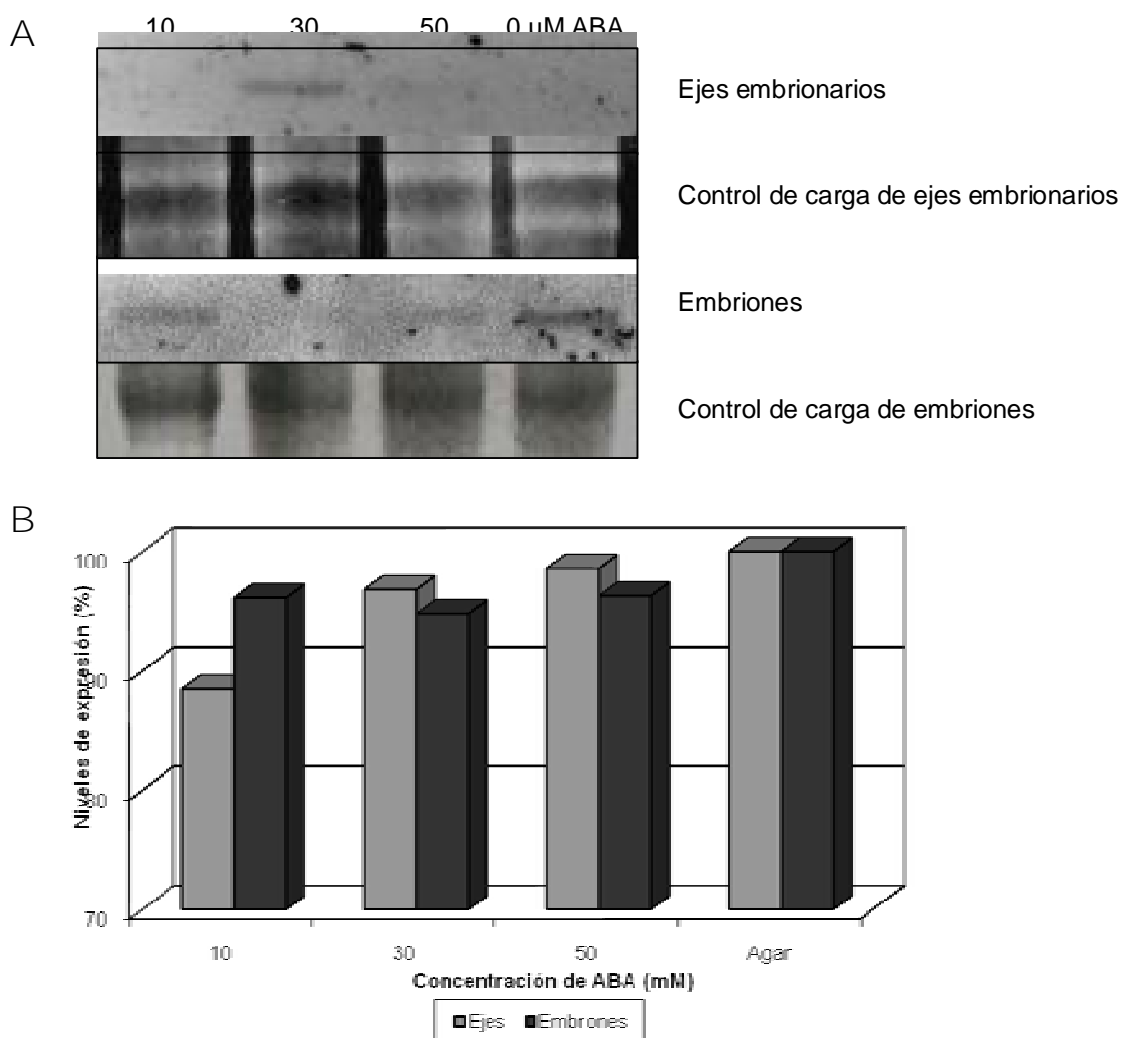 A
10 30 50 0 µM ABA
Ejes embrionarios
Control de carga de ejes embrionarios
Embriones
Control de carga de embriones
B
Niveles de expresión (%)
100
90
80
70
10 30 50 Agar
Concentración de ABA (mM)
Ejes Embrones